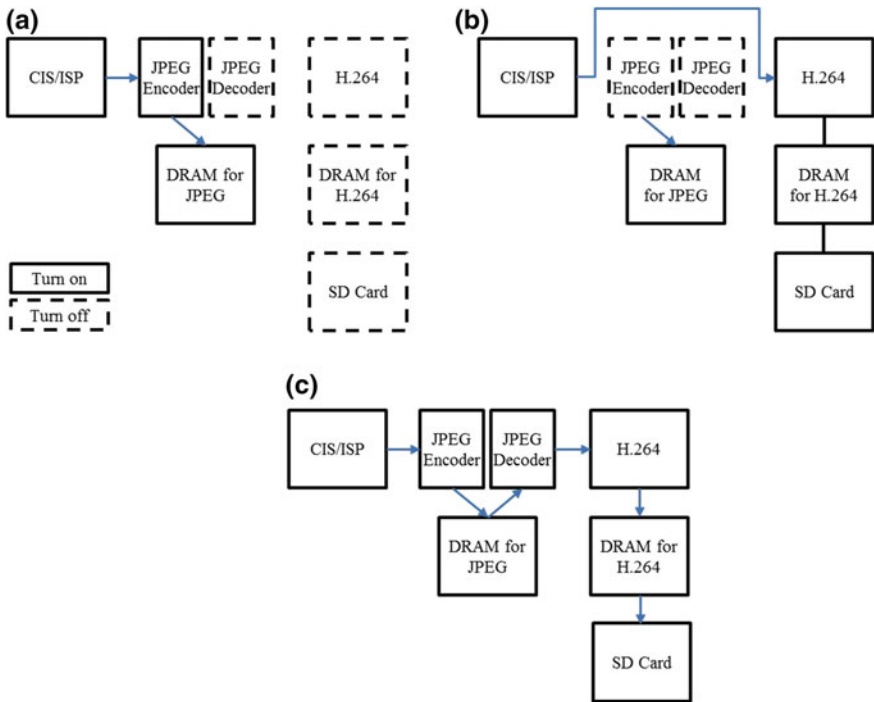 (a)
CIS/ISP
JPEG
Encoder
JPEG
Decoder
H.264
DRAM for
JPEG
DRAM for
H.264
SD Card
Turn on
Turn off
(b)
CIS/ISP
JPEG
Encoder
JPEG
Decoder
H.264
DRAM
for JPEG
DRAM
for H.264
SD Card
(c)
CIS/ISP
JPEG
Encoder
JPEG
Decoder
H.264
DRAM for
JPEG
DRAM for
H.264
SD Card